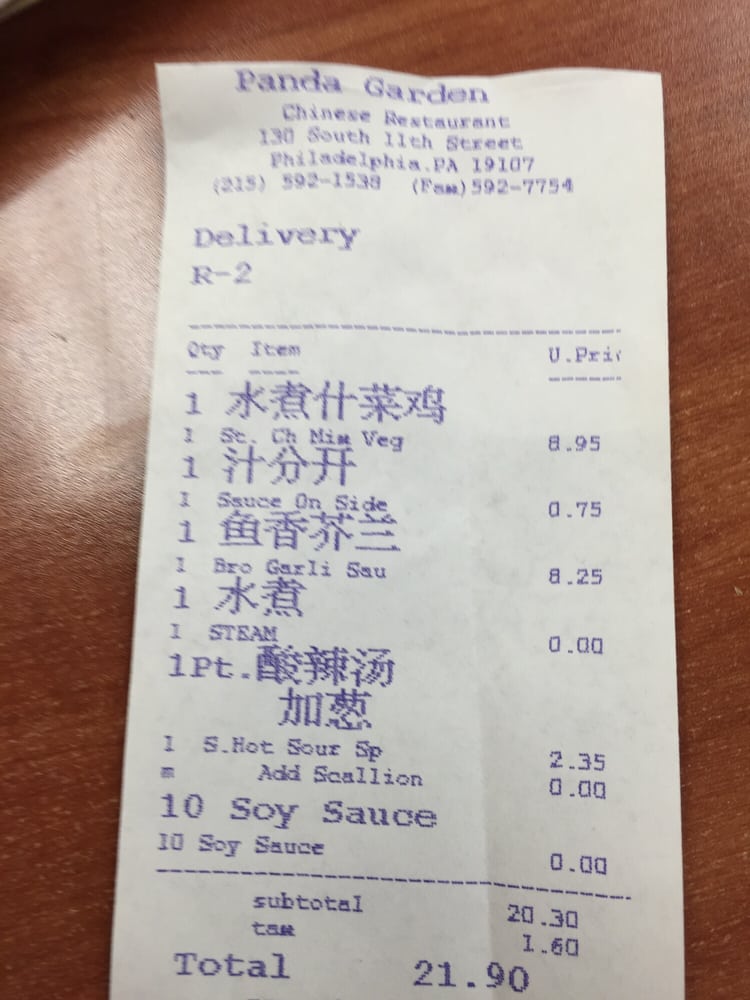 Panda Garden
Chinese Restaurant
130 South 11th Street
Philadelphia.PA 19107
(215) 592-1538 (Fax)592-7754
Delivery
R-2
Qty Item U.Pri
1 水煮什菜鸡
1 St. Ch Mix Veg 8.95
1 汁分开
1 Sauce On Side 0.75
1 鱼香芥兰
1 Bro Garli Sau 8.25
1 水煮
1 STEAM 0.00
1Pt.酸辣汤
加葱
1 S.Hot Sour Sp 2.35
m Add Scallion 0.00
10 Soy Sauce
10 Soy Sauce 0.00
subtotal 20.30
tax 1.60
Total 21.90